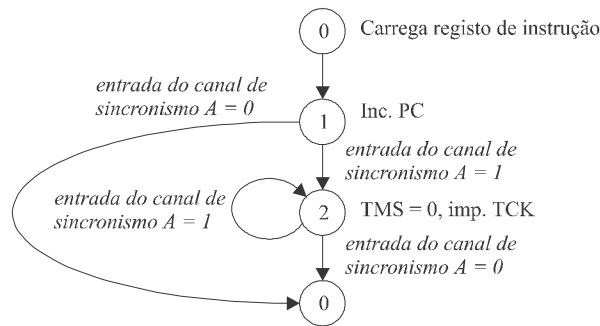 0 Carrega registo de instrução
entrada do canal de
sincronismo A = 0
1 Inc. PC
entrada do canal de
sincronismo A = 1
entrada do canal de
sincronismo A = 1
2 TMS = 0, imp. TCK
entrada do canal de
sincronismo A = 0
0